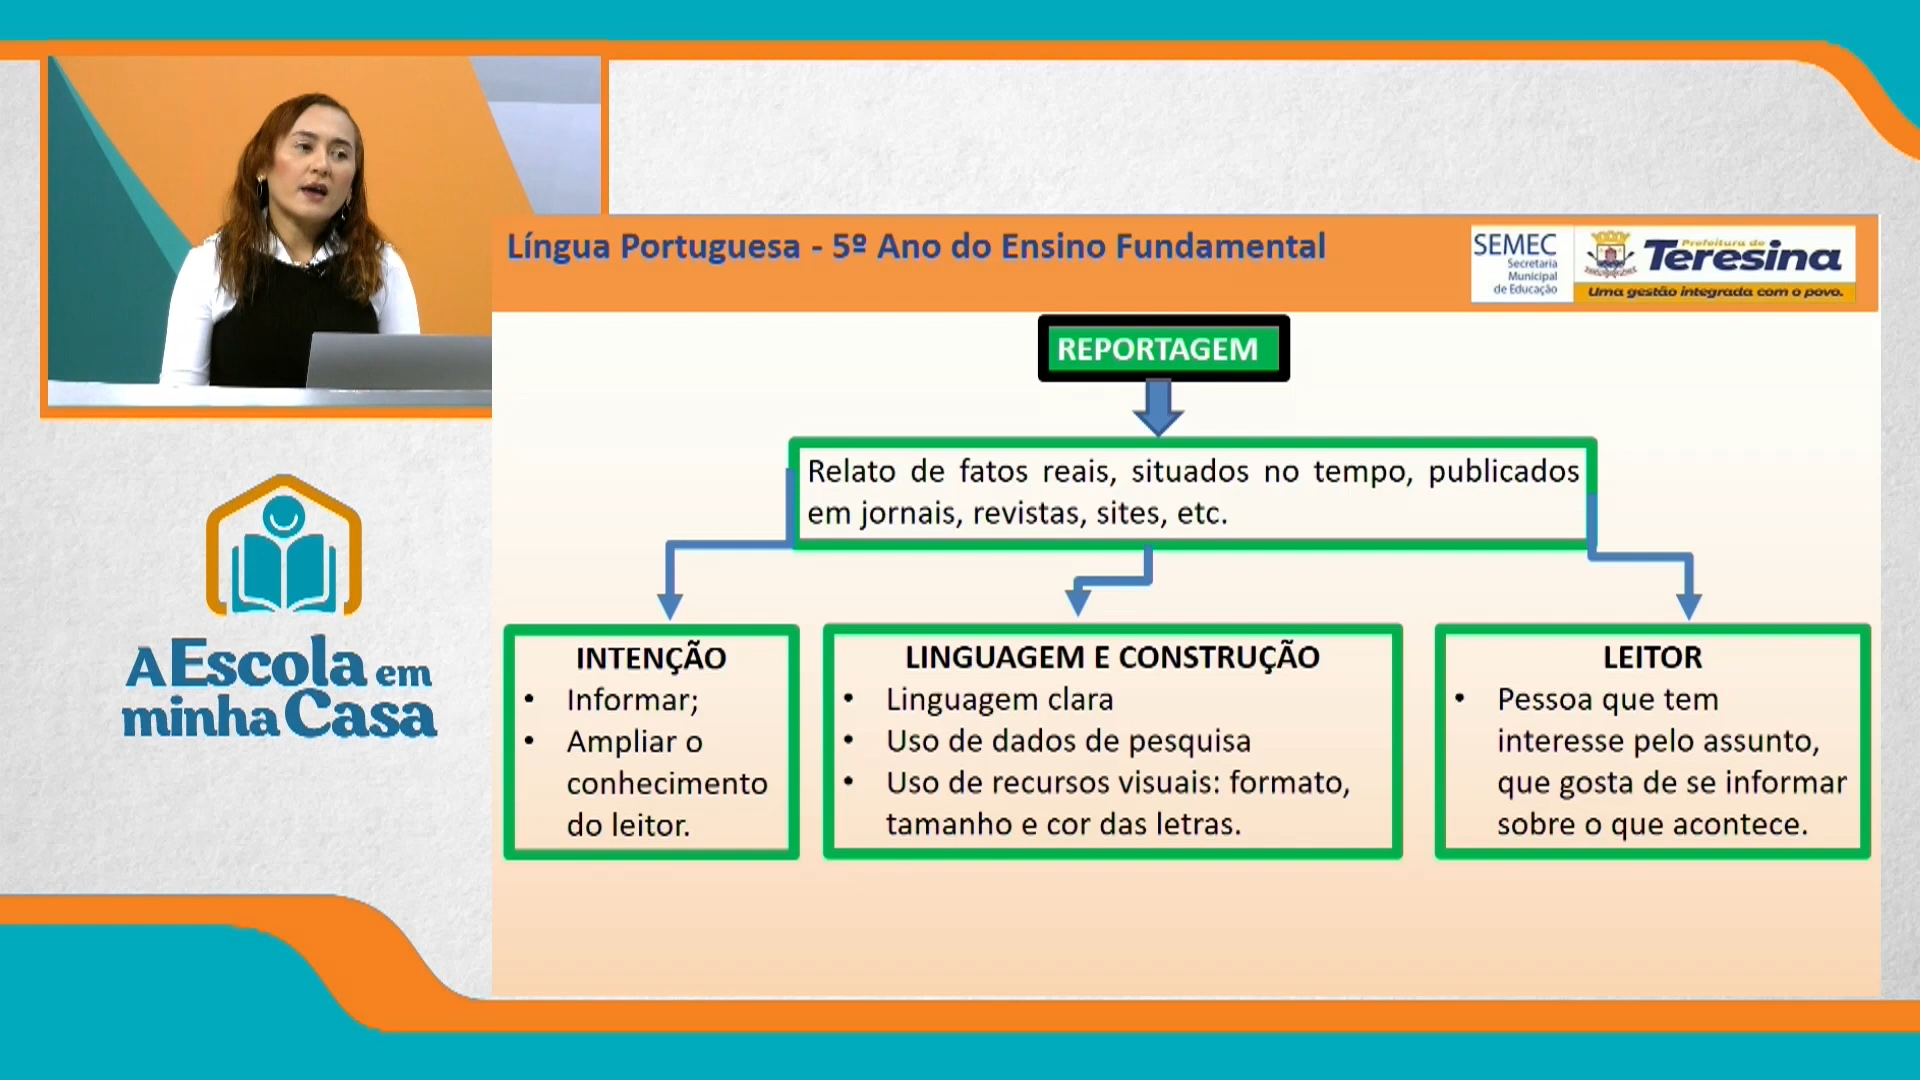 Língua Portuguesa - 5º Ano do Ensino Fundamental
SEMEC
Secretaria
Municipal
de Educação
Prefeitura de
Teresina
Uma gestão integrada com o povo.
REPORTAGEM
Relato de fatos reais, situados no tempo, publicados
em jornais, revistas, sites, etc.
INTENÇÃO
• Informar;
• Ampliar o
conhecimento
do leitor.
LINGUAGEM E CONSTRUÇÃO
• Linguagem clara
• Uso de dados de pesquisa
• Uso de recursos visuais: formato,
tamanho e cor das letras.
LEITOR
• Pessoa que tem
interesse pelo assunto,
que gosta de se informar
sobre o que acontece.
A Escola em
minha Casa